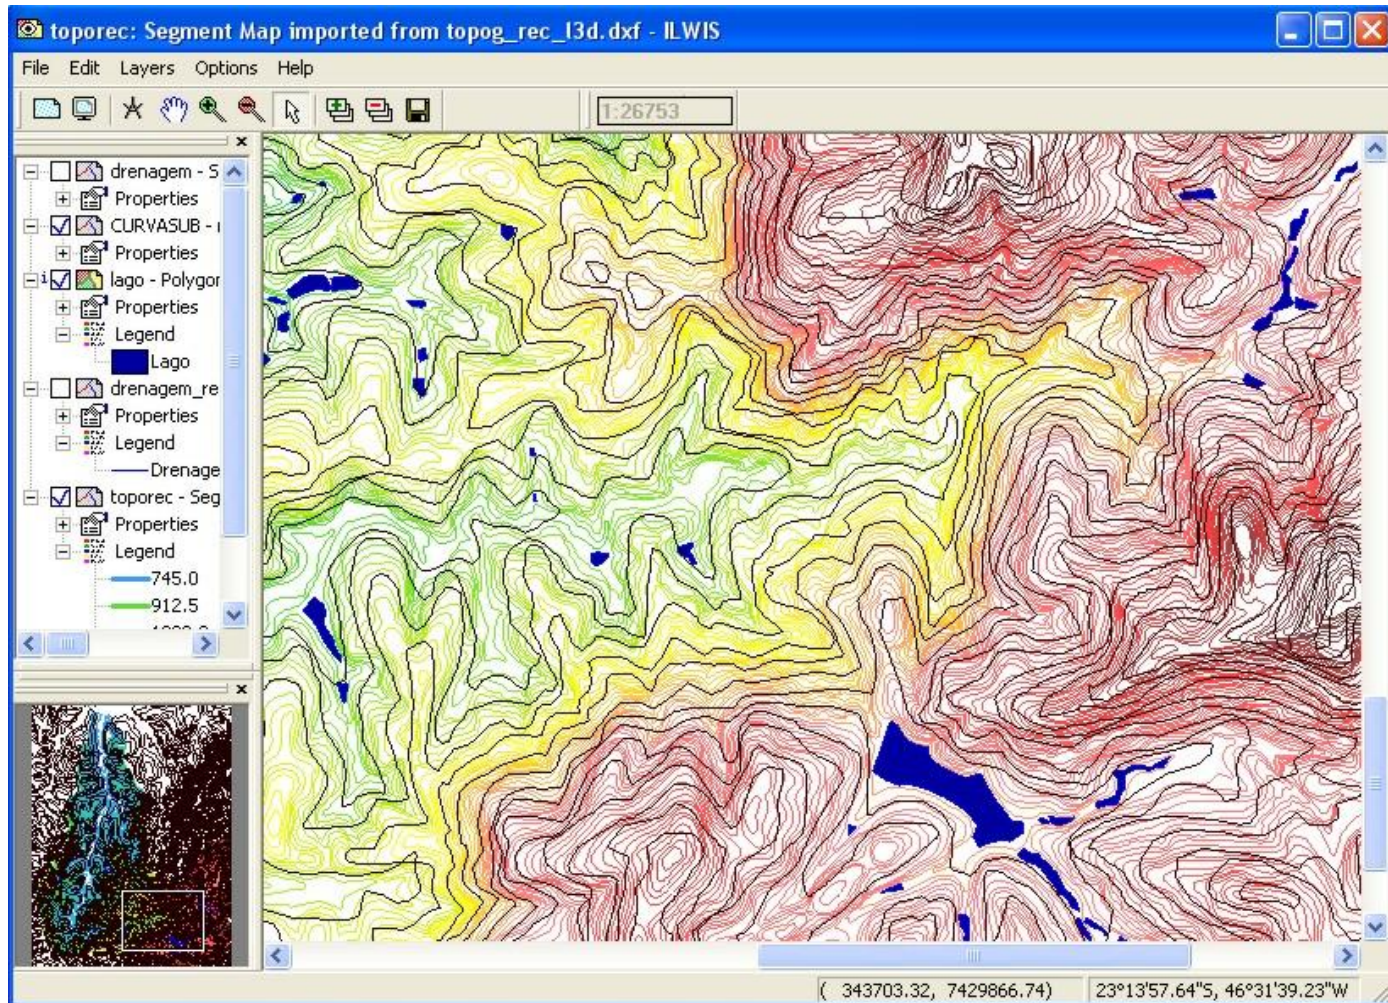 toporec: Segment Map imported from topog_rec_l3d.dxf - ILWIS
File Edit Layers Options Help
1:26753
drenagem - S
Properties
CURVASUB -
Properties
lago - Polygor
Properties
Legend
Lago
drenagem_re
Properties
Legend
Drenage
toporec - Seg
Properties
Legend
745.0
912.5
( 343703.32, 7429866.74) 23°13'57.64"S, 46°31'39.23"W